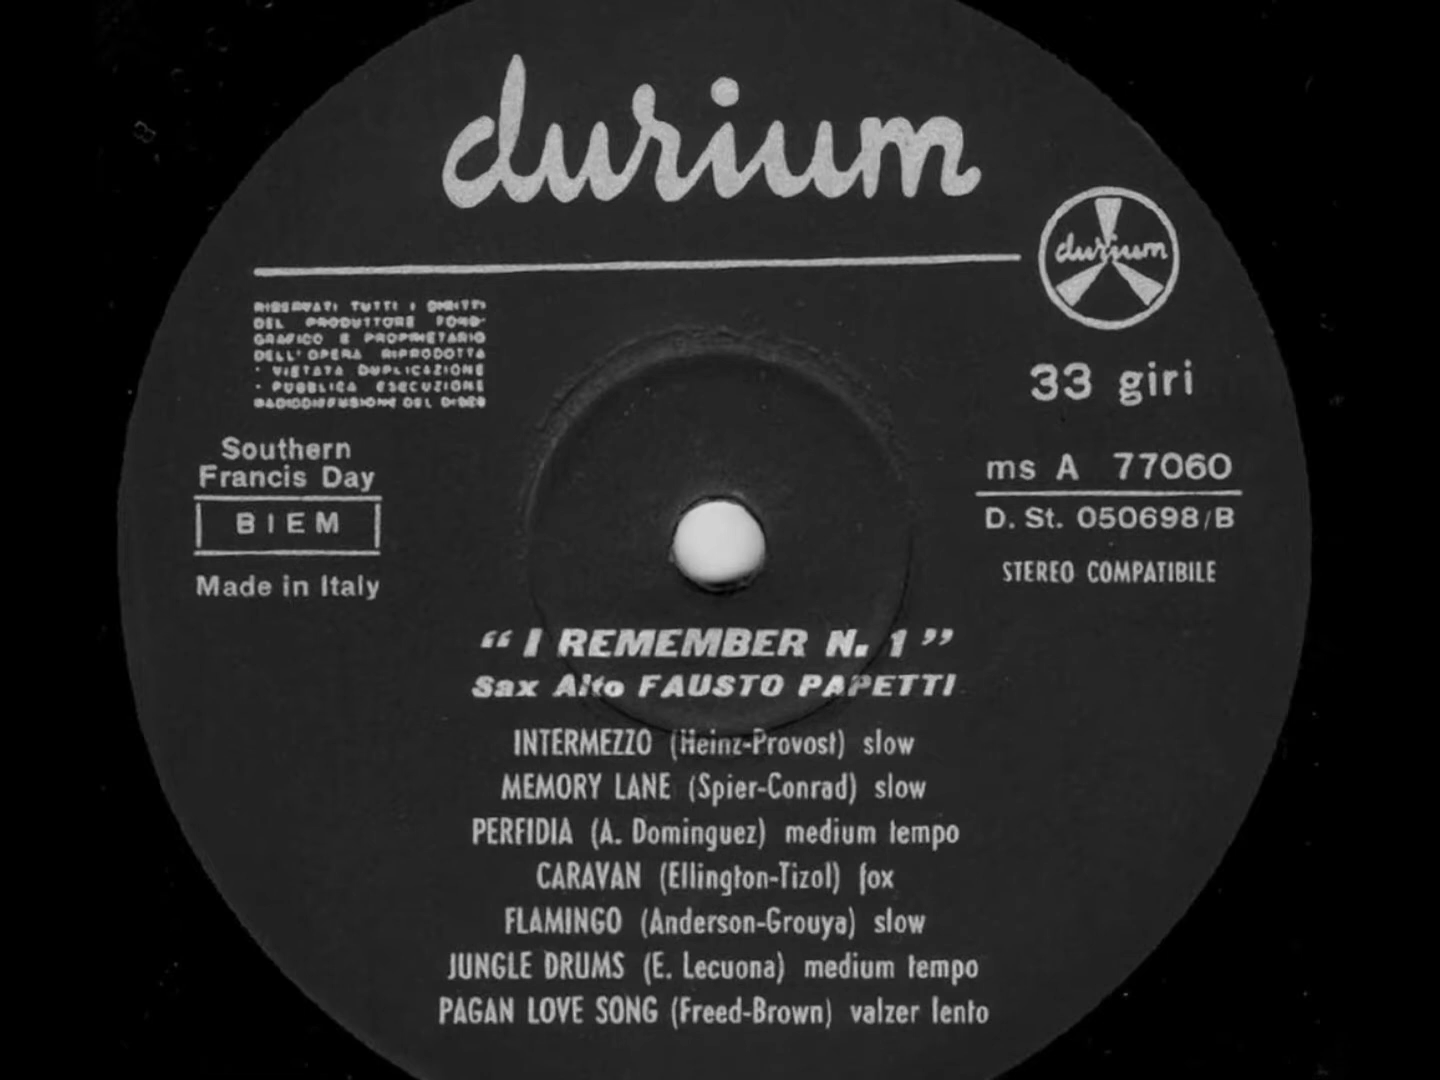 durium
durium
RISERVATI TUTTI I DIRITTI
DEL PRODUTTORE FONO-
GRAFICO E PROPRIETARIO
DELL'OPERA RIPRODOTTA
- VIETATA DUPLICAZIONE
- PUBBLICA ESECUZIONE
RADIODIFFUSIONE DEL DISCO
33 giri
Southern
Francis Day
BIEM
Made in Italy
ms A 77060
D. St. 050698/B
STEREO COMPATIBILE
“ I REMEMBER N. 1 ”
Sax Alto FAUSTO PAPETTI
INTERMEZZO (Heinz-Provost) slow
MEMORY LANE (Spier-Conrad) slow
PERFIDIA (A. Dominguez) medium tempo
CARAVAN (Ellington-Tizol) fox
FLAMINGO (Anderson-Grouya) slow
JUNGLE DRUMS (E. Lecuona) medium tempo
PAGAN LOVE SONG (Freed-Brown) valzer lento